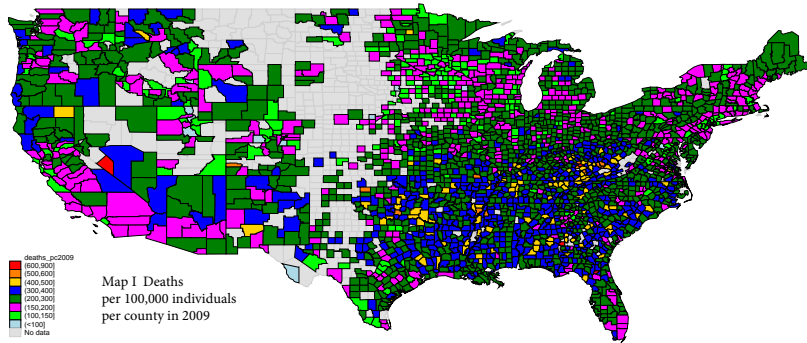 deaths_pc2009
(600,900]
(500,600]
(400,500]
(300,400]
(200,300]
(150,200]
(100,150]
(<100]
No data
Map I Deaths
per 100,000 individuals
per county in 2009